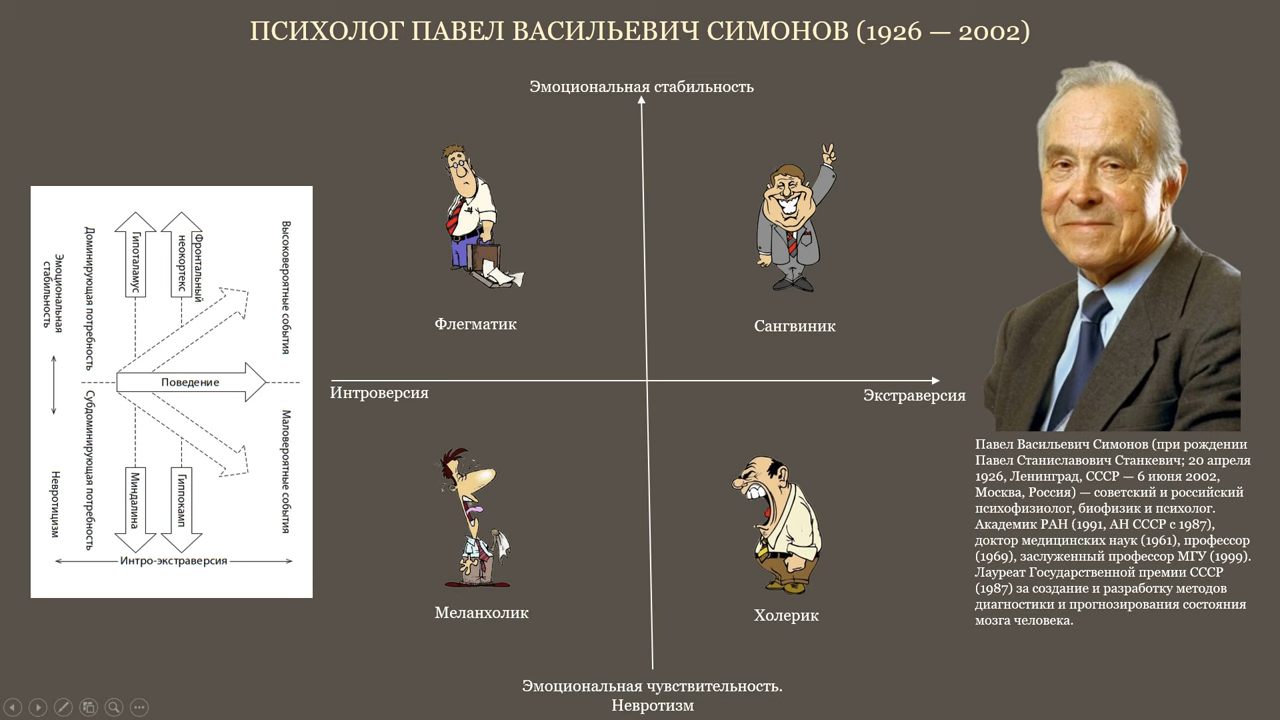 ПСИХОЛОГ ПАВЕЛ ВАСИЛЬЕВИЧ СИМОНОВ (1926 — 2002)
Эмоциональная стабильность
Флегматик
Сангвиник
Интроверсия
Экстраверсия
Меланхолик
Холерик
Эмоциональная чувствительность.
Невротизм
Высоковероятные события
Маловероятные события
Фронтальный
неокортекс
Гипоталамус
Поведение
Гиппокамп
Миндалина
Доминирующая потребность
Субдоминирующая потребность
Эмоциональная
стабильность
Невротицизм
Интро-экстраверсия
Павел Васильевич Симонов (при рождении
Павел Станиславович Станкевич; 20 апреля
1926, Ленинград, СССР — 6 июня 2002,
Москва, Россия) — советский и российский
психофизиолог, биофизик и психолог.
Академик РАН (1991, АН СССР с 1987),
доктор медицинских наук (1961), профессор
(1969), заслуженный профессор МГУ (1999).
Лауреат Государственной премии СССР
(1987) за создание и разработку методов
диагностики и прогнозирования состояния
мозга человека.